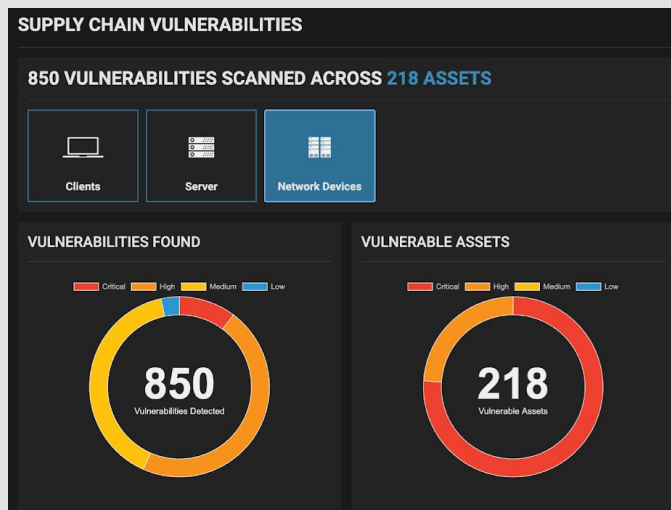 SUPPLY CHAIN VULNERABILITIES
850 VULNERABILITIES SCANNED ACROSS 218 ASSETS
Clients
Server
Network Devices
VULNERABILITIES FOUND
Critical High Medium Low
850
Vulnerabilities Detected
VULNERABLE ASSETS
Critical High Medium Low
218
Vulnerable Assets